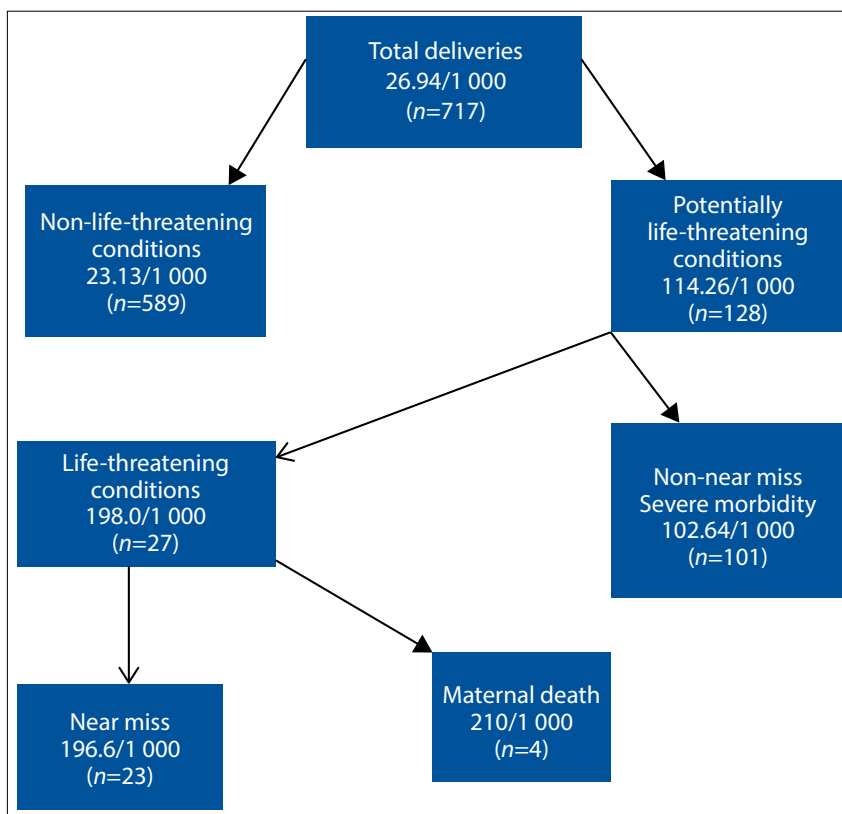 Total deliveries
26.94/1 000
(n=717)
Non-life-threatening
conditions
23.13/1 000
(n=589)
Potentially
life-threatening
conditions
114.26/1 000
(n=128)
Life-threatening
conditions
198.0/1 000
(n=27)
Non-near miss
Severe morbidity
102.64/1 000
(n=101)
Near miss
196.6/1 000
(n=23)
Maternal death
210/1 000
(n=4)